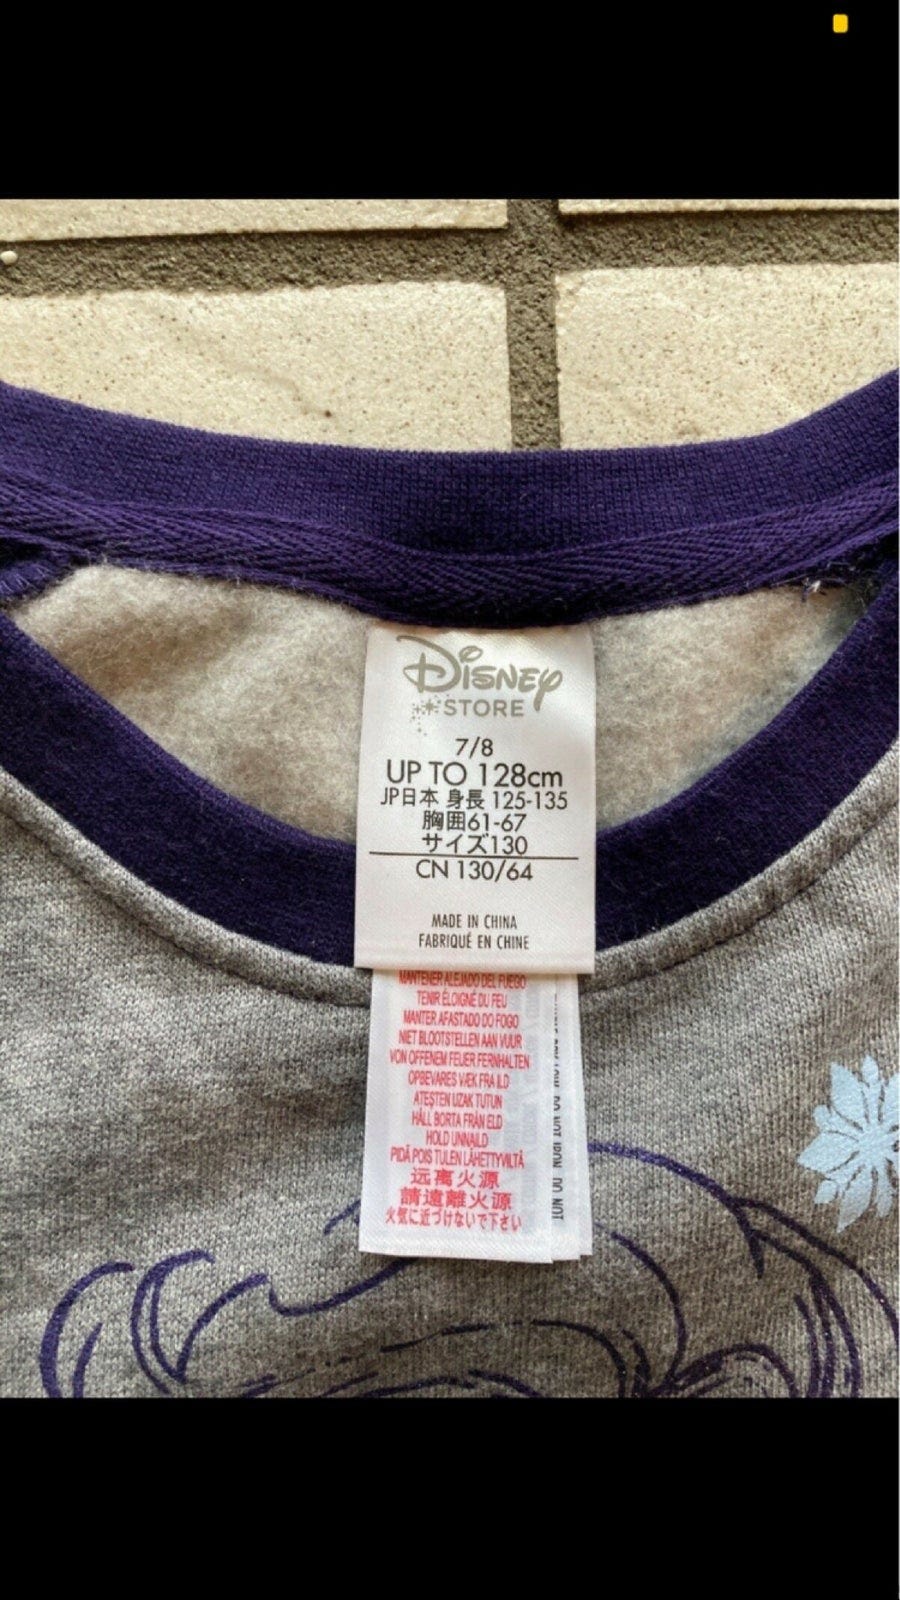 Disney
STORE
7/8
UP TO 128cm
JP日本 身長 125-135
胸囲61-67
サイズ130
CN 130/64
MADE IN CHINA
FABRIQUÉ EN CHINE
MANTENER ALEJADO DEL FUEGO
TENIR ÉLOIGNÉ DU FEU
MANTER AFASTADO DO FOGO
NIET BLOOTSTELLEN AAN VUUR
VON OFFENEM FEUER FERNHALTEN
OPBEVARES VÆK FRA ILD
ATEŞTEN UZAK TUTUN
HÅLL BORTA FRÅN ELD
HOLD UNNA ILD
PIDÄ POIS TULEN LÄHETTYVILTÄ
远离火源
請遠離火源
火気に近づけないで下さい